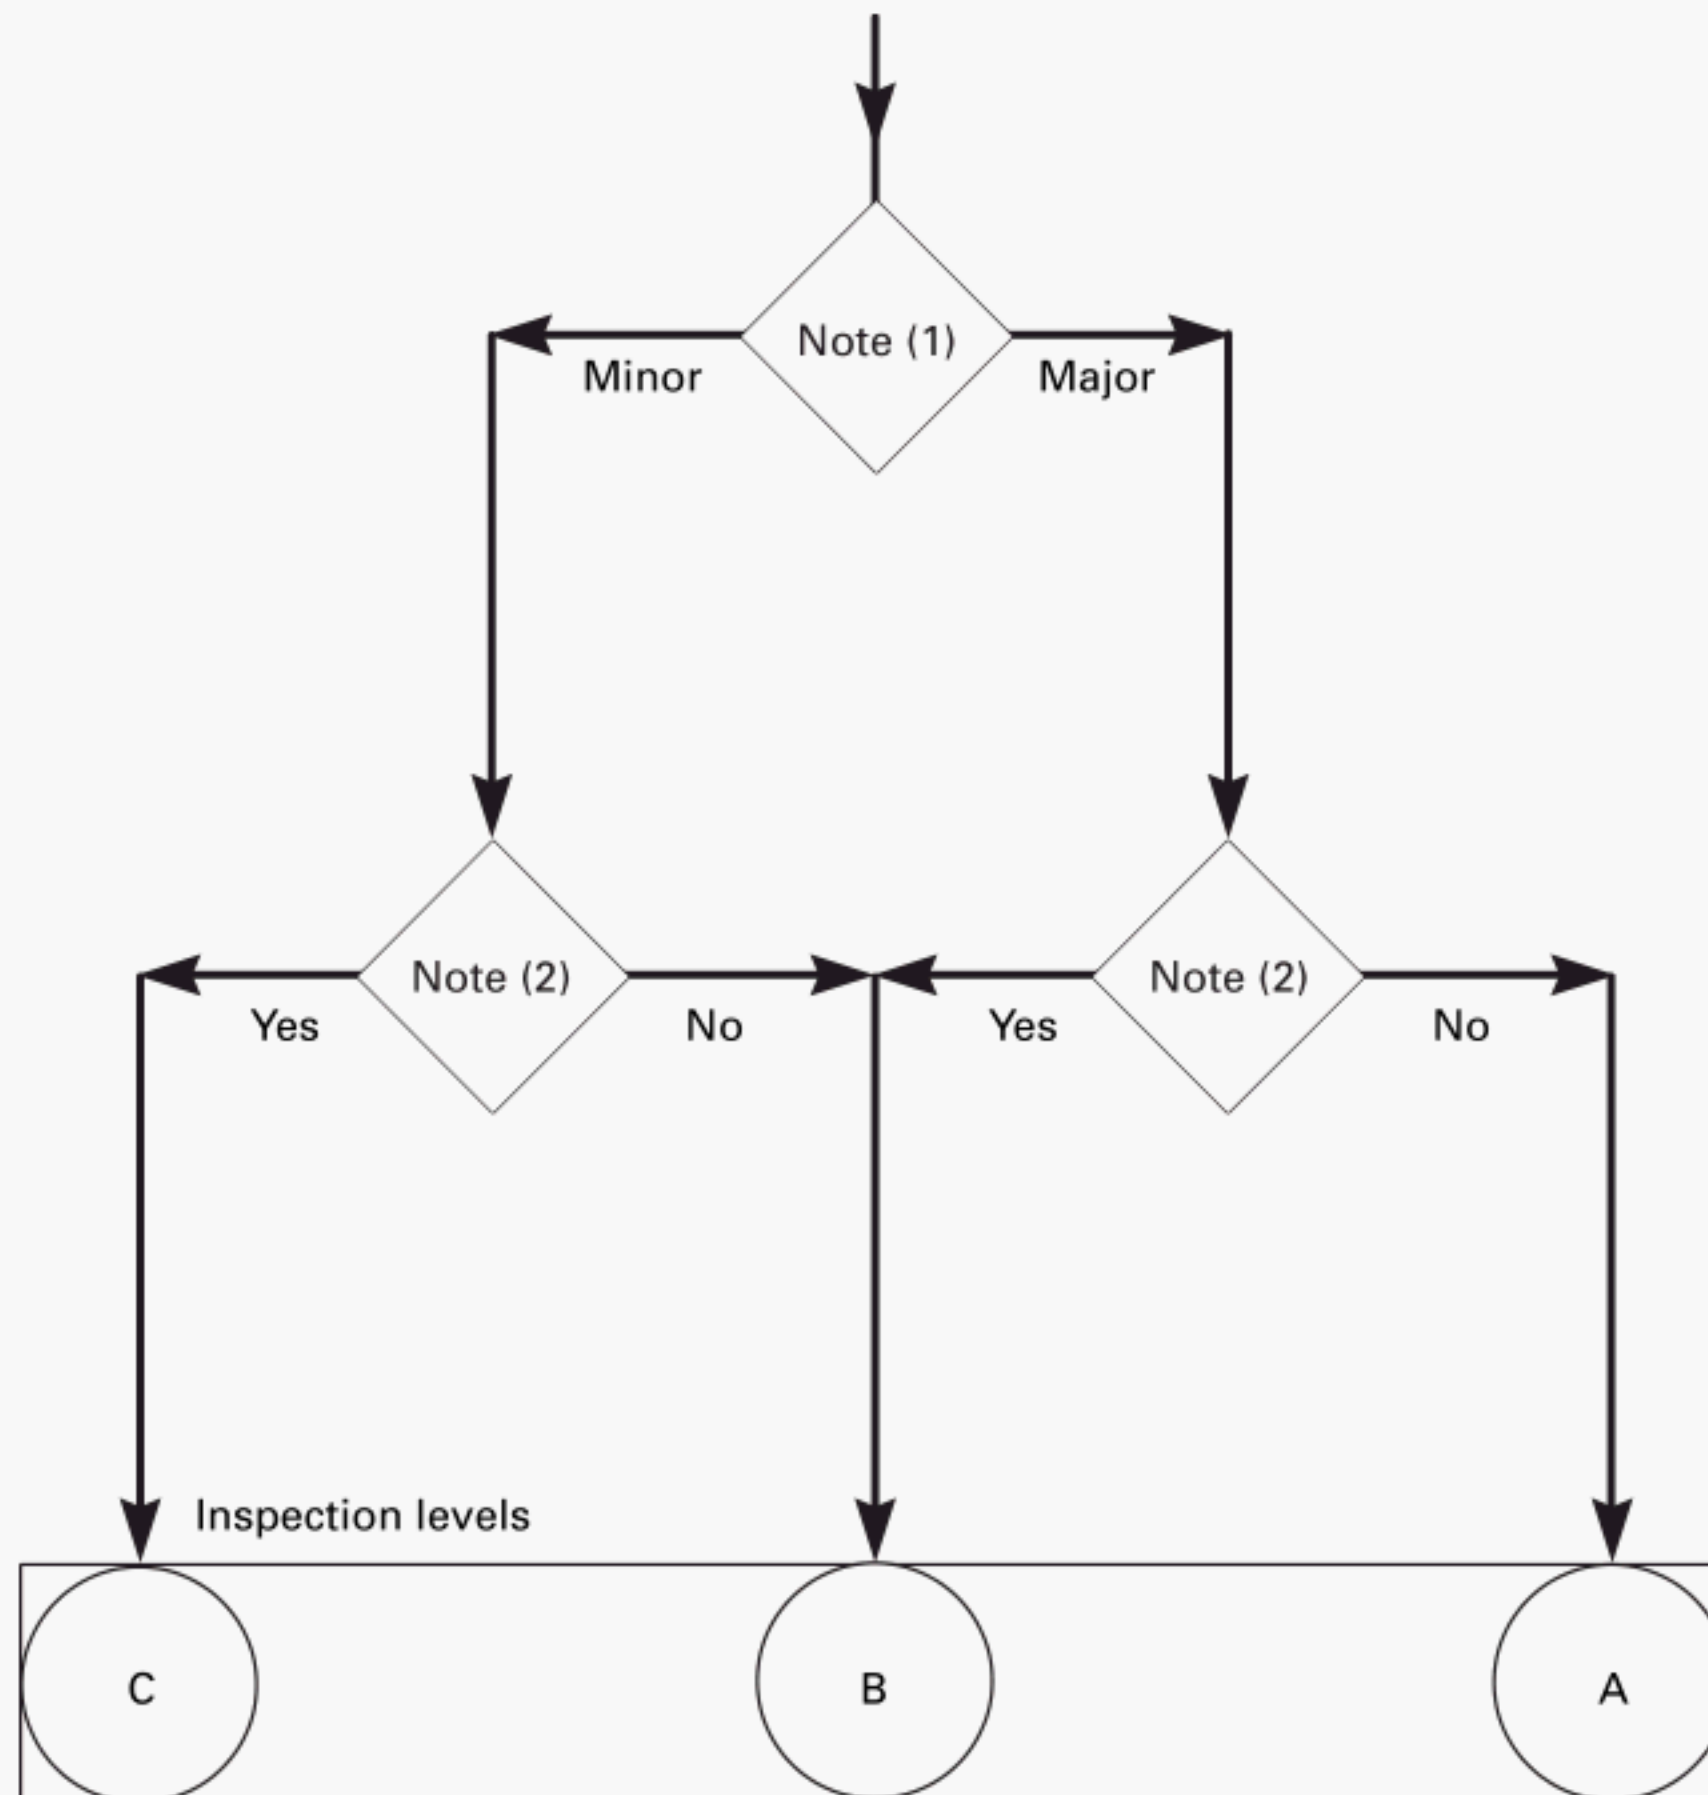 Note (1)
Minor
Major
Note (2)
Note (2)
Yes
No
Yes
No
Inspection levels
C
B
A